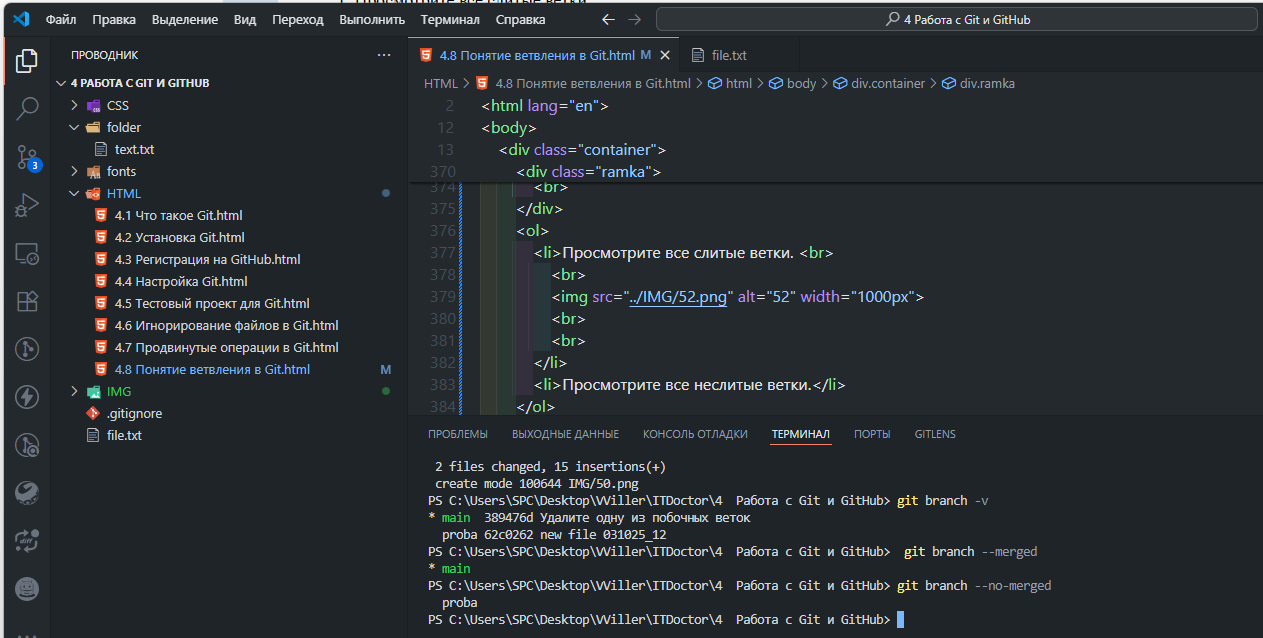 Файл Правка Выделение Вид Переход Выполнить Терминал Справка 4 Работа с Git и GitHub
ПРОВОДНИК
4 РАБОТА С GIT И GITHUB
CSS
folder
text.txt
fonts
HTML
4.1 Что такое Git.html
4.2 Установка Git.html
4.3 Регистрация на GitHub.html
4.4 Настройка Git.html
4.5 Тестовый проект для Git.html
4.6 Игнорирование файлов в Git.html
4.7 Продвинутые операции в Git.html
4.8 Понятие ветвления в Git.html M
IMG
.gitignore
file.txt
3
4.8 Понятие ветвления в Git.html M file.txt
HTML > 4.8 Понятие ветвления в Git.html > html > body > div.container > div.ramka
2 <html lang="en">
12 <body>
13 <div class="container">
370 <div class="ramka">
374 <br>
375 </div>
376 <ol>
377 <li>Просмотрите все слитые ветки. <br>
378 <br>
379 <img src="../IMG/52.png" alt="52" width="1000px">
380 <br>
381 <br>
382 </li>
383 <li>Просмотрите все неслитые ветки.</li>
384 </ol>
ПРОБЛЕМЫ ВЫХОДНЫЕ ДАННЫЕ КОНСОЛЬ ОТЛАДКИ ТЕРМИНАЛ ПОРТЫ GITLENS
2 files changed, 15 insertions(+)
create mode 100644 IMG/50.png
PS C:\Users\SPC\Desktop\VViller\ITDoctor\4  Работа с Git и GitHub> git branch -v
* main  389476d Удалите одну из побочных веток
proba 62c0262 new file 031025_12
PS C:\Users\SPC\Desktop\VViller\ITDoctor\4  Работа с Git и GitHub>  git branch --merged
* main
PS C:\Users\SPC\Desktop\VViller\ITDoctor\4  Работа с Git и GitHub> git branch --no-merged
proba
PS C:\Users\SPC\Desktop\VViller\ITDoctor\4  Работа с Git и GitHub>